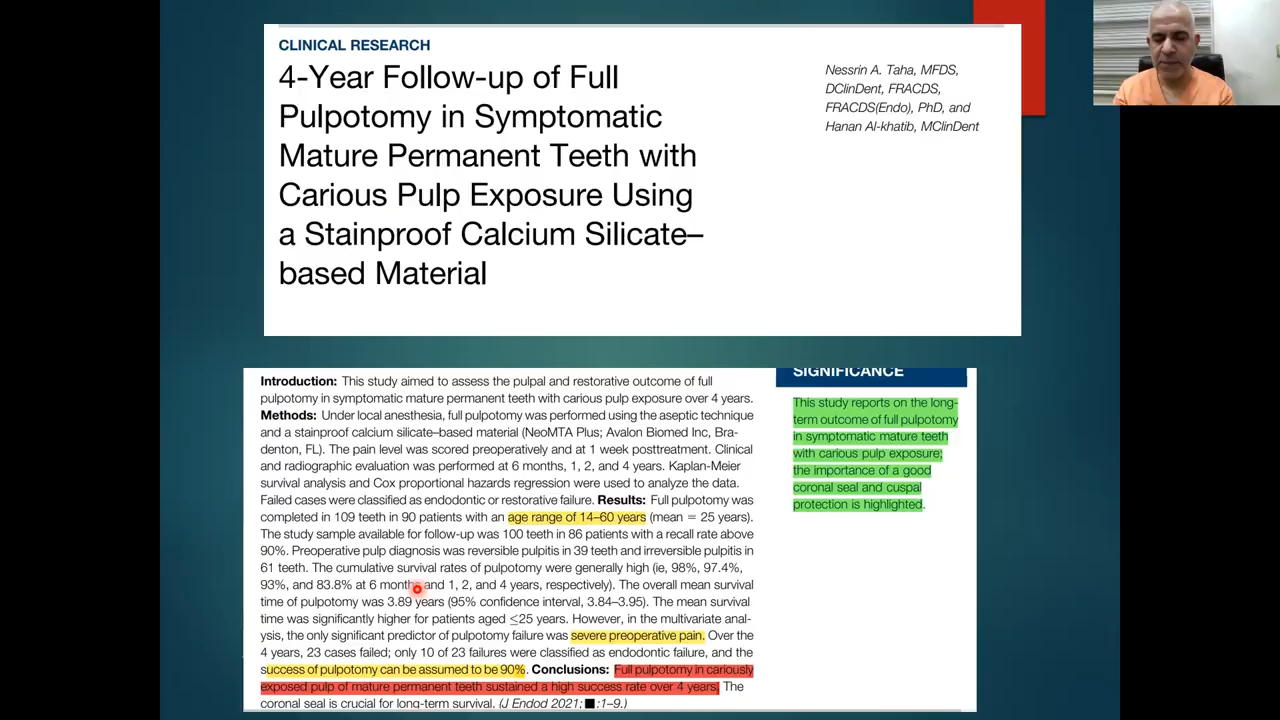 CLINICAL RESEARCH
4-Year Follow-up of Full
Pulpotomy in Symptomatic
Mature Permanent Teeth with
Carious Pulp Exposure Using
a Stainproof Calcium Silicate–
based Material
Nessrin A. Taha, MFDS,
DClinDent, FRACDS,
FRACDS(Endo), PhD, and
Hanan Al-khatib, MClinDent
Introduction: This study aimed to assess the pulpal and restorative outcome of full
pulpotomy in symptomatic mature permanent teeth with carious pulp exposure over 4 years.
Methods: Under local anesthesia, full pulpotomy was performed using the aseptic technique
and a stainproof calcium silicate–based material (NeoMTA Plus; Avalon Biomed Inc, Bra-
denton, FL). The pain level was scored preoperatively and at 1 week posttreatment. Clinical
and radiographic evaluation was performed at 6 months, 1, 2, and 4 years. Kaplan-Meier
survival analysis and Cox proportional hazards regression were used to analyze the data.
Failed cases were classified as endodontic or restorative failure. Results: Full pulpotomy was
completed in 109 teeth in 90 patients with an age range of 14–60 years (mean = 25 years).
The study sample available for follow-up was 100 teeth in 86 patients with a recall rate above
90%. Preoperative pulp diagnosis was reversible pulpitis in 39 teeth and irreversible pulpitis in
61 teeth. The cumulative survival rates of pulpotomy were generally high (ie, 98%, 97.4%,
93%, and 83.8% at 6 months and 1, 2, and 4 years, respectively). The overall mean survival
time of pulpotomy was 3.89 years (95% confidence interval, 3.84–3.95). The mean survival
time was significantly higher for patients aged ≤25 years. However, in the multivariate anal-
ysis, the only significant predictor of pulpotomy failure was severe preoperative pain. Over the
4 years, 23 cases failed; only 10 of 23 failures were classified as endodontic failure, and the
success of pulpotomy can be assumed to be 90%. Conclusions: Full pulpotomy in cariously
exposed pulp of mature permanent teeth sustained a high success rate over 4 years; The
coronal seal is crucial for long-term survival. (J Endod 2021;■:1–9.)
SIGNIFICANCE
This study reports on the long-
term outcome of full pulpotomy
in symptomatic mature teeth
with carious pulp exposure;
the importance of a good
coronal seal and cuspal
protection is highlighted.